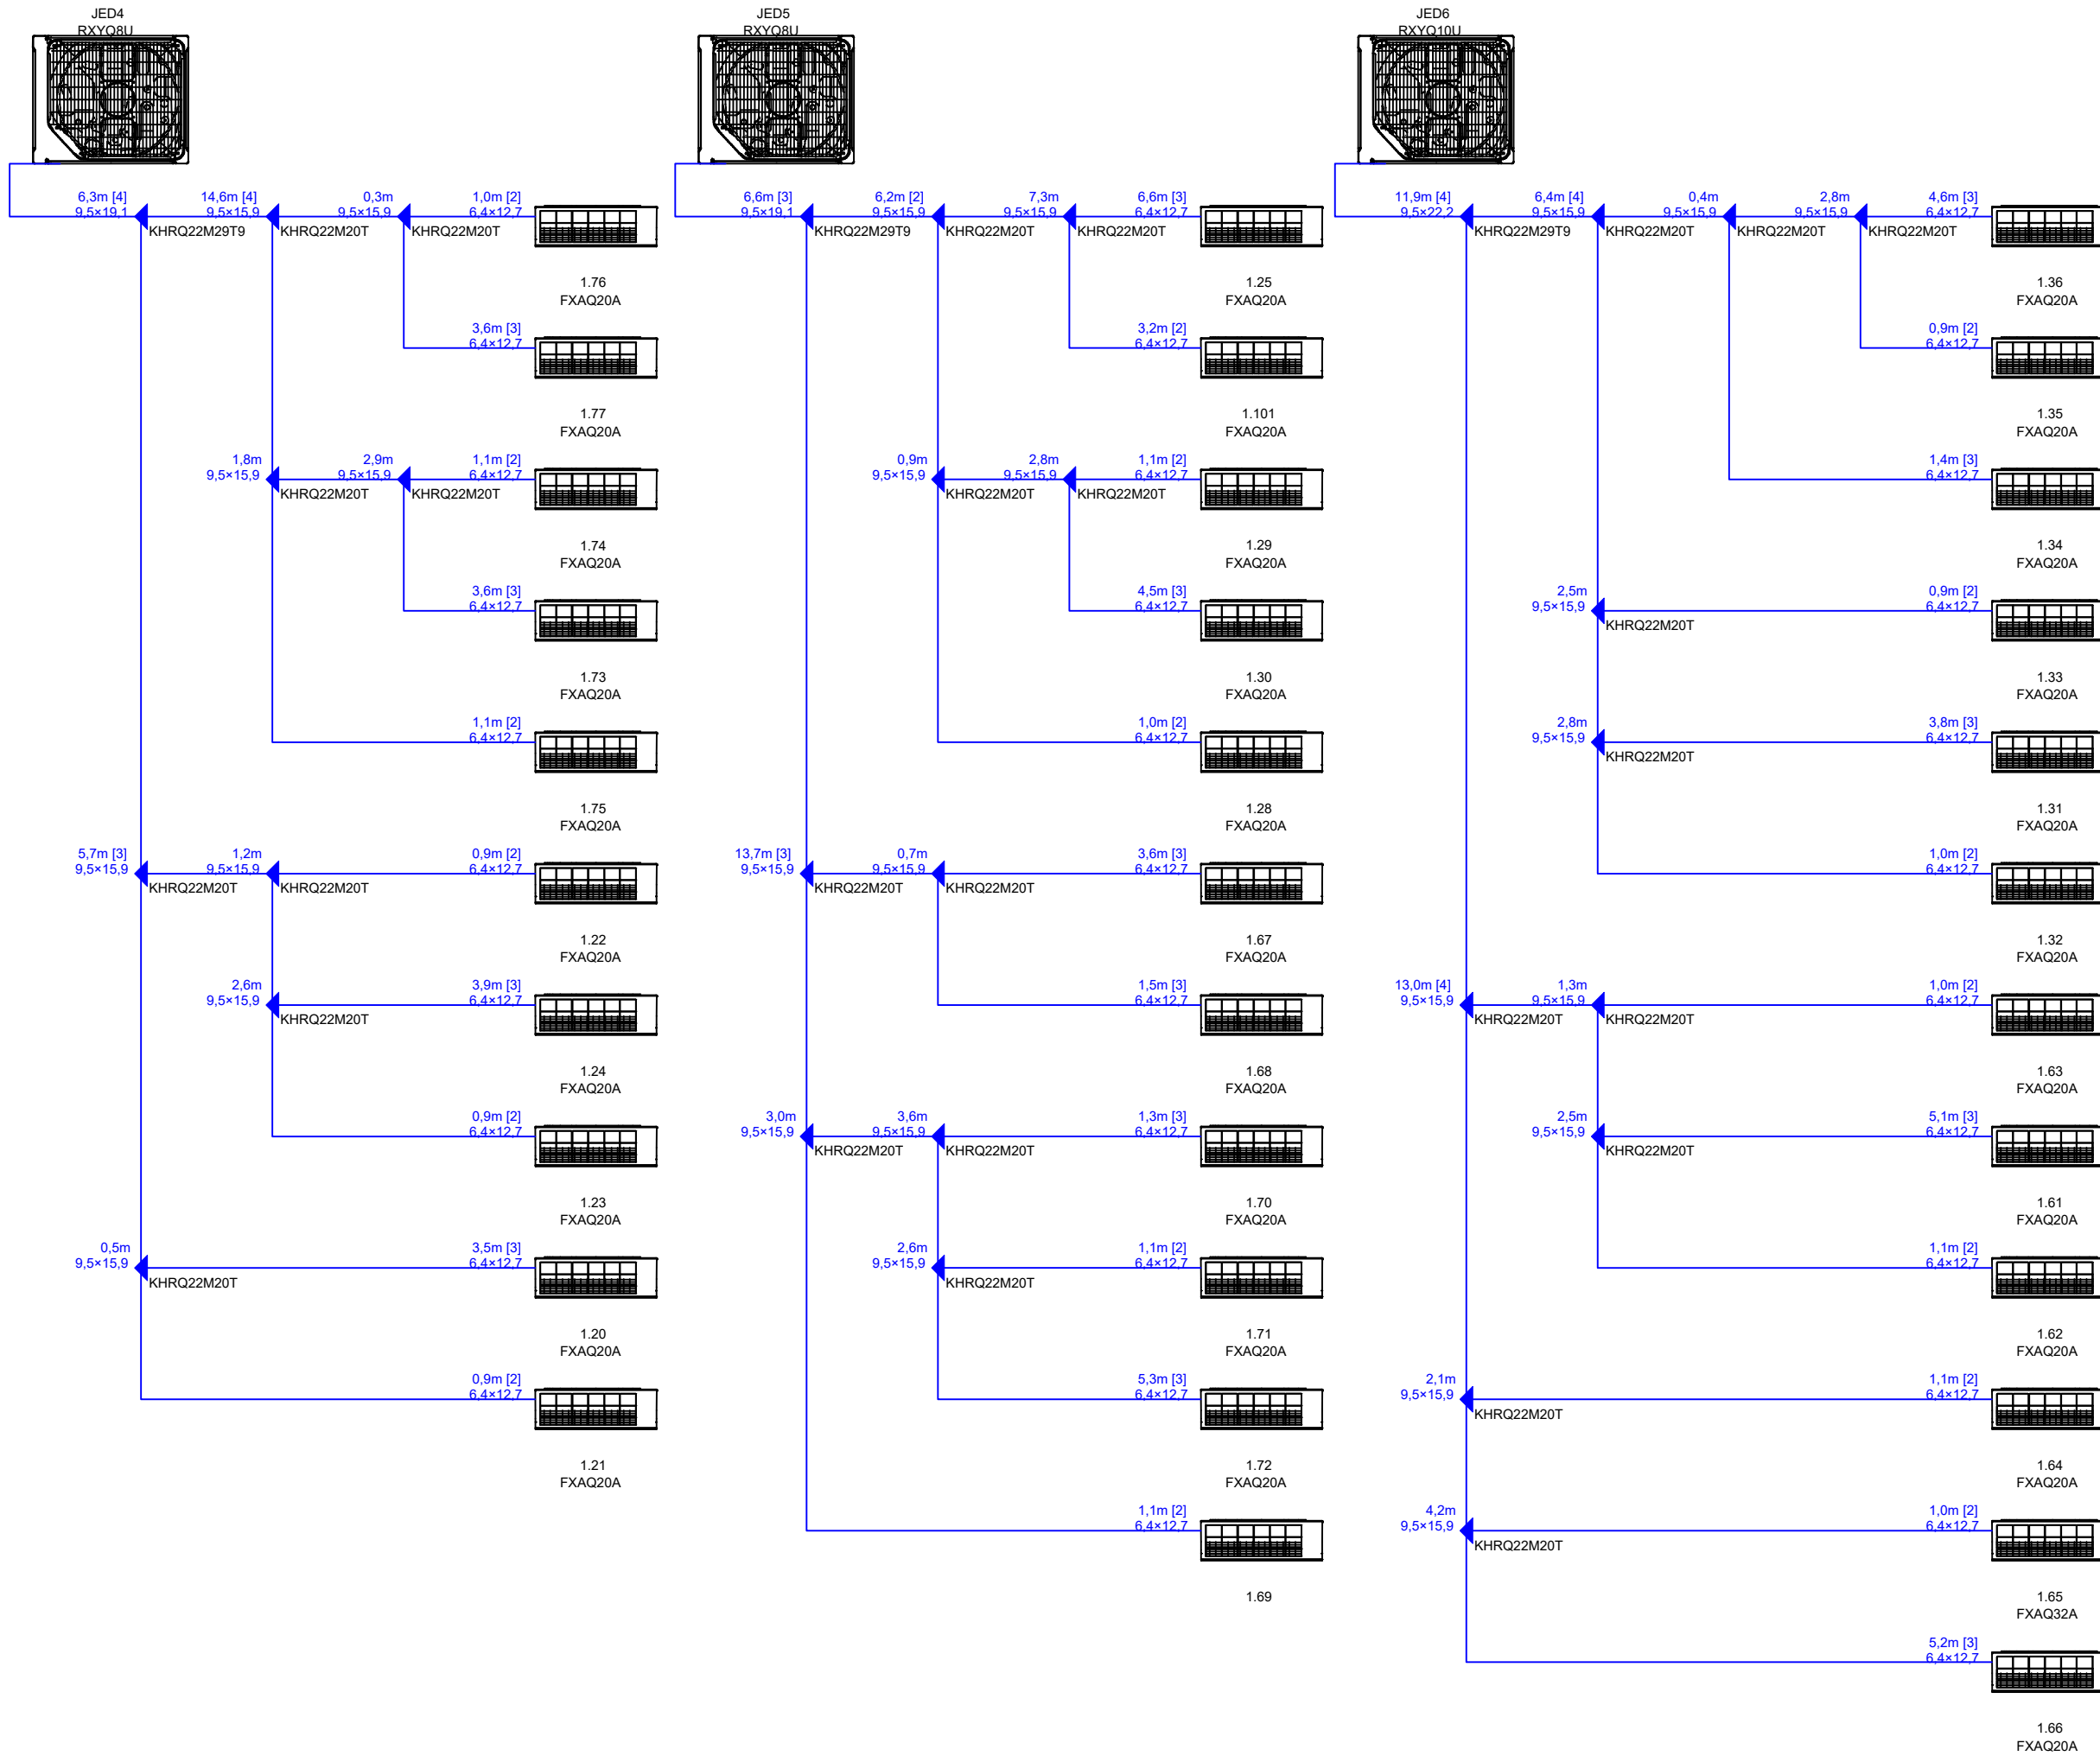 JED4
RXYQ8U
6,3m [4]
9,5×19,1
KHRQ22M29T9
14,6m [4]
9,5×15,9
KHRQ22M20T
0,3m
9,5×15,9
KHRQ22M20T
1,0m [2]
6,4×12,7
1.76
FXAQ20A
3,6m [3]
6,4×12,7
1.77
FXAQ20A
1,8m
9,5×15,9
KHRQ22M20T
2,9m
9,5×15,9
KHRQ22M20T
1,1m [2]
6,4×12,7
1.74
FXAQ20A
3,6m [3]
6,4×12,7
1.73
FXAQ20A
1,1m [2]
6,4×12,7
1.75
FXAQ20A
5,7m [3]
9,5×15,9
KHRQ22M20T
1,2m
9,5×15,9
KHRQ22M20T
0,9m [2]
6,4×12,7
1.22
FXAQ20A
2,6m
9,5×15,9
KHRQ22M20T
3,9m [3]
6,4×12,7
1.24
FXAQ20A
0,9m [2]
6,4×12,7
1.23
FXAQ20A
0,5m
9,5×15,9
KHRQ22M20T
3,5m [3]
6,4×12,7
1.20
FXAQ20A
0,9m [2]
6,4×12,7
1.21
FXAQ20A
JED5
RXYQ8U
6,6m [3]
9,5×19,1
KHRQ22M29T9
6,2m [2]
9,5×15,9
KHRQ22M20T
7,3m
9,5×15,9
KHRQ22M20T
6,6m [3]
6,4×12,7
1.25
FXAQ20A
3,2m [2]
6,4×12,7
1.101
FXAQ20A
0,9m
9,5×15,9
KHRQ22M20T
2,8m
9,5×15,9
KHRQ22M20T
1,1m [2]
6,4×12,7
1.29
FXAQ20A
4,5m [3]
6,4×12,7
1.30
FXAQ20A
1,0m [2]
6,4×12,7
1.28
FXAQ20A
13,7m [3]
9,5×15,9
KHRQ22M20T
0,7m
9,5×15,9
KHRQ22M20T
3,6m [3]
6,4×12,7
1.67
FXAQ20A
1,5m [3]
6,4×12,7
1.68
FXAQ20A
3,0m
9,5×15,9
KHRQ22M20T
3,6m
9,5×15,9
KHRQ22M20T
1,3m [3]
6,4×12,7
1.70
FXAQ20A
2,6m
9,5×15,9
KHRQ22M20T
1,1m [2]
6,4×12,7
1.71
FXAQ20A
5,3m [3]
6,4×12,7
1.72
FXAQ20A
1,1m [2]
6,4×12,7
1.69
JED6
RXYQ10U
11,9m [4]
9,5×22,2
KHRQ22M29T9
6,4m [4]
9,5×15,9
KHRQ22M20T
0,4m
9,5×15,9
KHRQ22M20T
2,8m
9,5×15,9
KHRQ22M20T
4,6m [3]
6,4×12,7
1.36
FXAQ20A
0,9m [2]
6,4×12,7
1.35
FXAQ20A
1,4m [3]
6,4×12,7
1.34
FXAQ20A
2,5m
9,5×15,9
KHRQ22M20T
0,9m [2]
6,4×12,7
1.33
FXAQ20A
2,8m
9,5×15,9
KHRQ22M20T
3,8m [3]
6,4×12,7
1.31
FXAQ20A
1,0m [2]
6,4×12,7
1.32
FXAQ20A
13,0m [4]
9,5×15,9
KHRQ22M20T
1,3m
9,5×15,9
KHRQ22M20T
1,0m [2]
6,4×12,7
1.63
FXAQ20A
2,5m
9,5×15,9
KHRQ22M20T
5,1m [3]
6,4×12,7
1.61
FXAQ20A
1,1m [2]
6,4×12,7
1.62
FXAQ20A
2,1m
9,5×15,9
KHRQ22M20T
1,1m [2]
6,4×12,7
1.64
FXAQ20A
4,2m
9,5×15,9
KHRQ22M20T
1,0m [2]
6,4×12,7
1.65
FXAQ32A
5,2m [3]
6,4×12,7
1.66
FXAQ20A